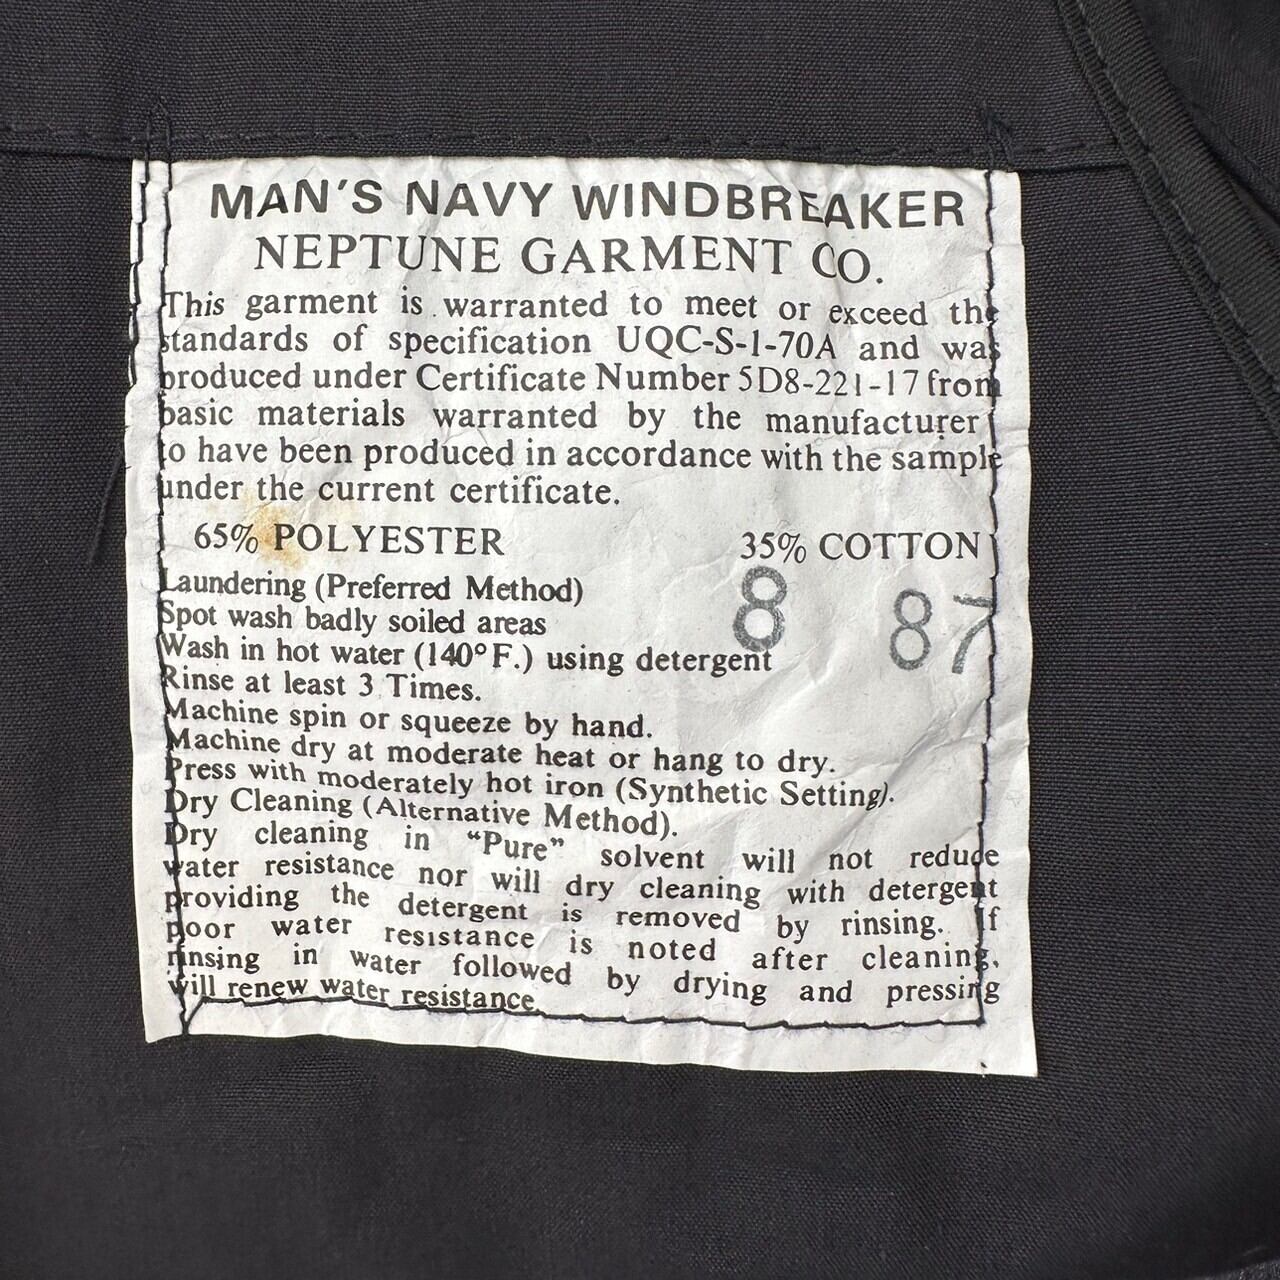 MAN'S NAVY WINDBREAKER
NEPTUNE GARMENT CO.
This garment is warranted to meet or exceed the
standards of specification UQC-S-1-70A and was
produced under Certificate Number 5D8-221-17 from
basic materials warranted by the manufacturer
to have been produced in accordance with the sample
under the current certificate.
65% POLYESTER 35% COTTON
8 87
Laundering (Preferred Method)
Spot wash badly soiled areas
Wash in hot water (140° F.) using detergent
Rinse at least 3 Times.
Machine spin or squeeze by hand.
Machine dry at moderate heat or hang to dry.
Press with moderately hot iron (Synthetic Setting).
Dry Cleaning (Alternative Method).
Dry cleaning in "Pure" solvent will not reduce
water resistance nor will dry cleaning with detergent
providing the detergent is removed by rinsing. If
poor water resistance is noted after cleaning,
rinsing in water followed by drying and pressing
will renew water resistance.